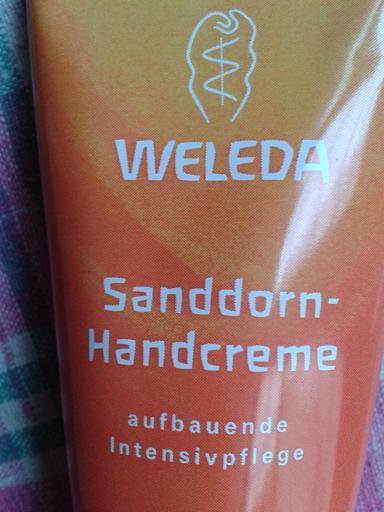 WELEDA
Sanddorn-
Handcreme
aufbauende
Intensivpflege